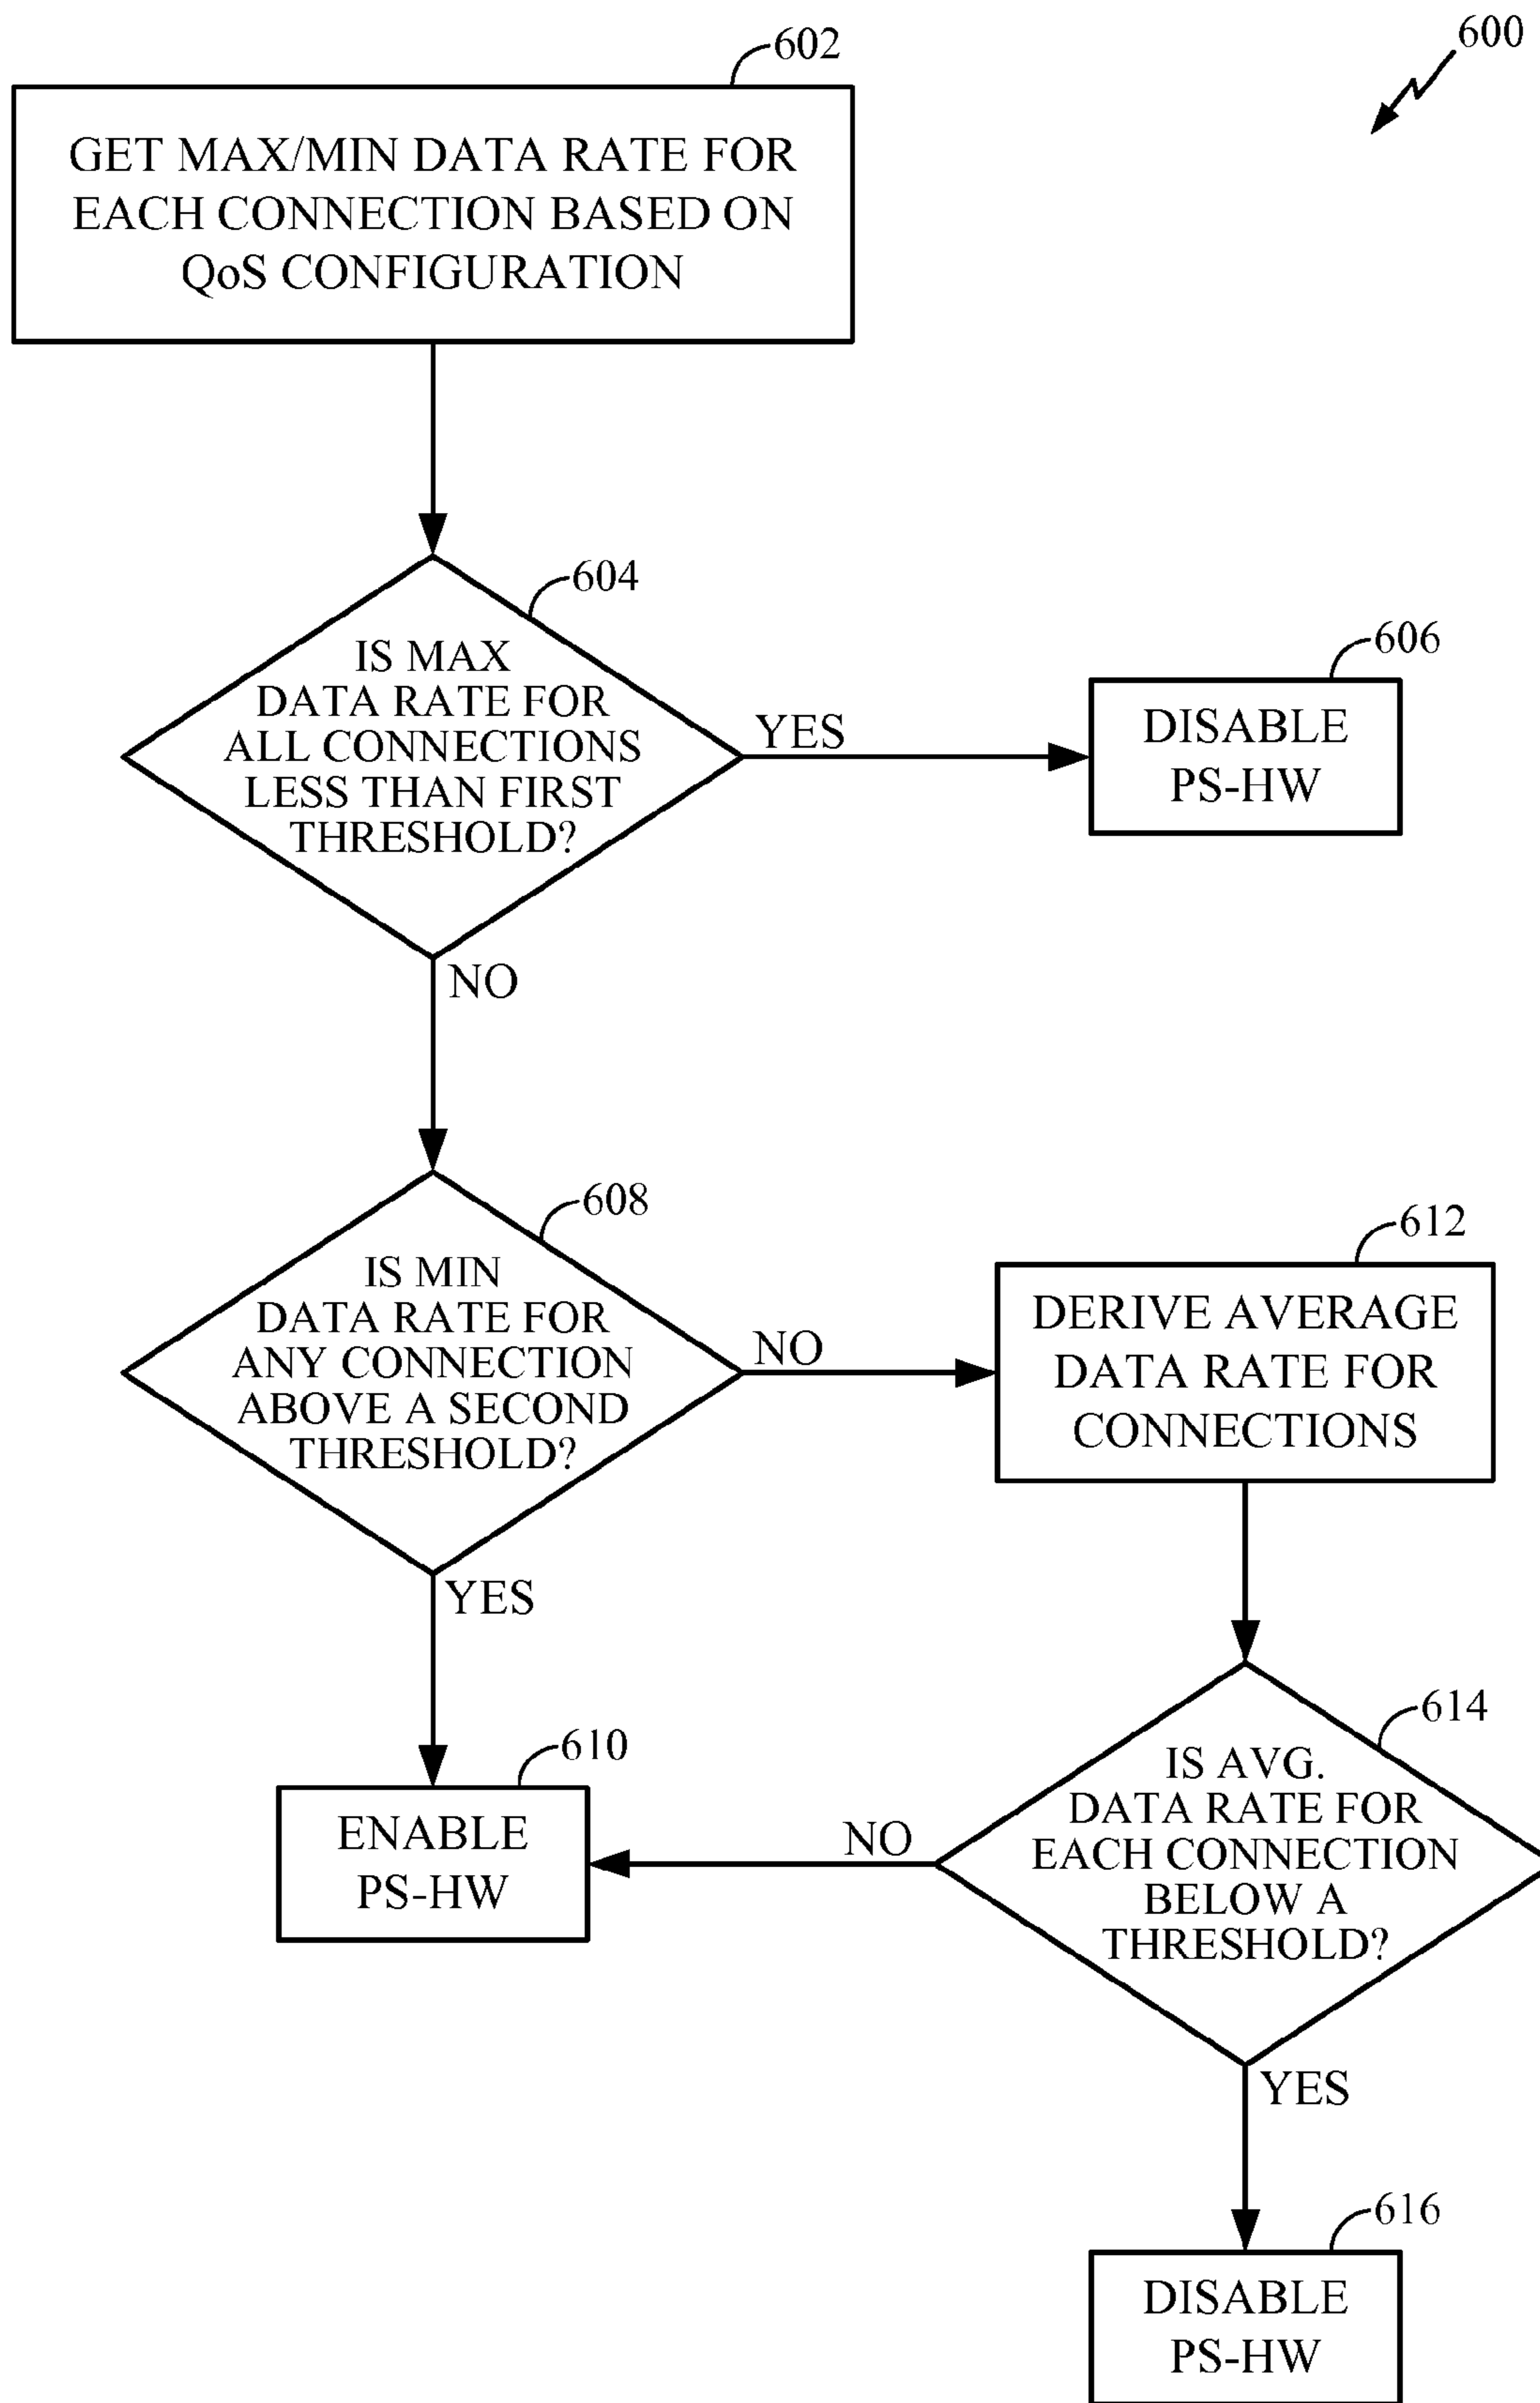 600
602
GET MAX/MIN DATA RATE FOR
EACH CONNECTION BASED ON
QoS CONFIGURATION
604
IS MAX
DATA RATE FOR
ALL CONNECTIONS
LESS THAN FIRST
THRESHOLD?
YES
606
DISABLE
PS-HW
NO
608
IS MIN
DATA RATE FOR
ANY CONNECTION
ABOVE A SECOND
THRESHOLD?
NO
612
DERIVE AVERAGE
DATA RATE FOR
CONNECTIONS
YES
610
ENABLE
PS-HW
614
IS AVG.
DATA RATE FOR
EACH CONNECTION
BELOW A
THRESHOLD?
NO
YES
616
DISABLE
PS-HW